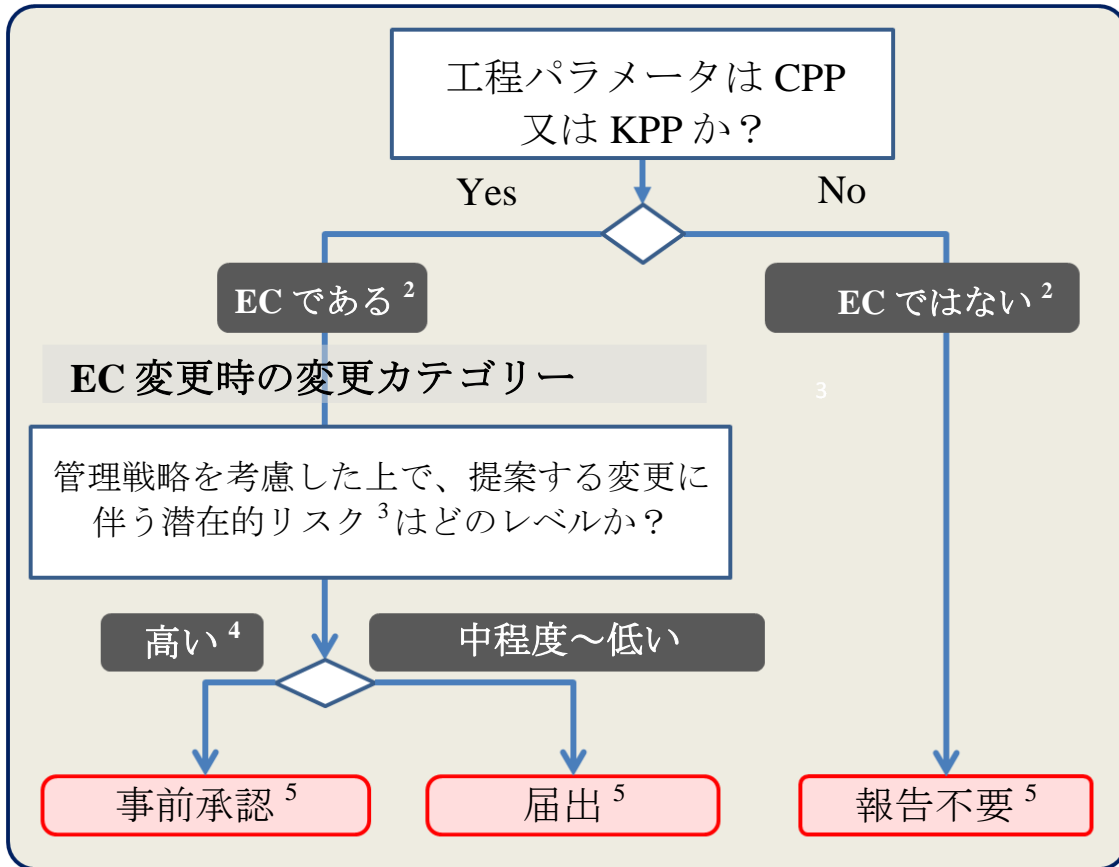 工程パラメータは CPP
又は KPP か？
Yes
No
EC である 2
EC ではない 2
EC 変更時の変更カテゴリー
3
管理戦略を考慮した上で、提案する変更に
伴う潜在的リスク 3 はどのレベルか？
高い 4
中程度～低い
事前承認 5
届出 5
報告不要 5